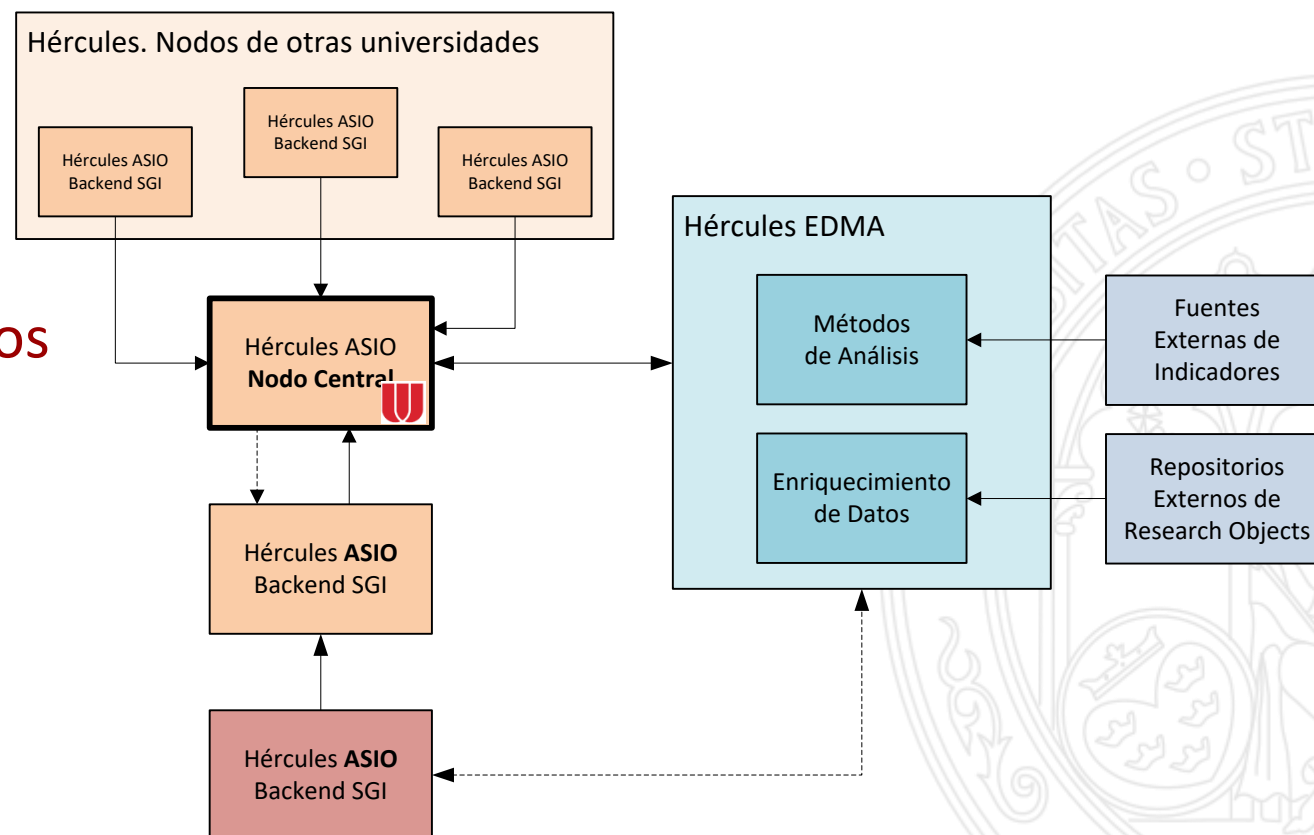 Hércules. Nodos de otras universidades
Hércules ASIO
Backend SGI
Hércules ASIO
Backend SGI
Hércules ASIO
Backend SGI
os
Hércules ASIO
Nodo Central
Hércules EDMA
Métodos
de Análisis
Fuentes
Externas de
Indicadores
Enriquecimiento
de Datos
Repositorios
Externos de
Research Objects
Hércules ASIO
Backend SGI
Hércules ASIO
Backend SGI